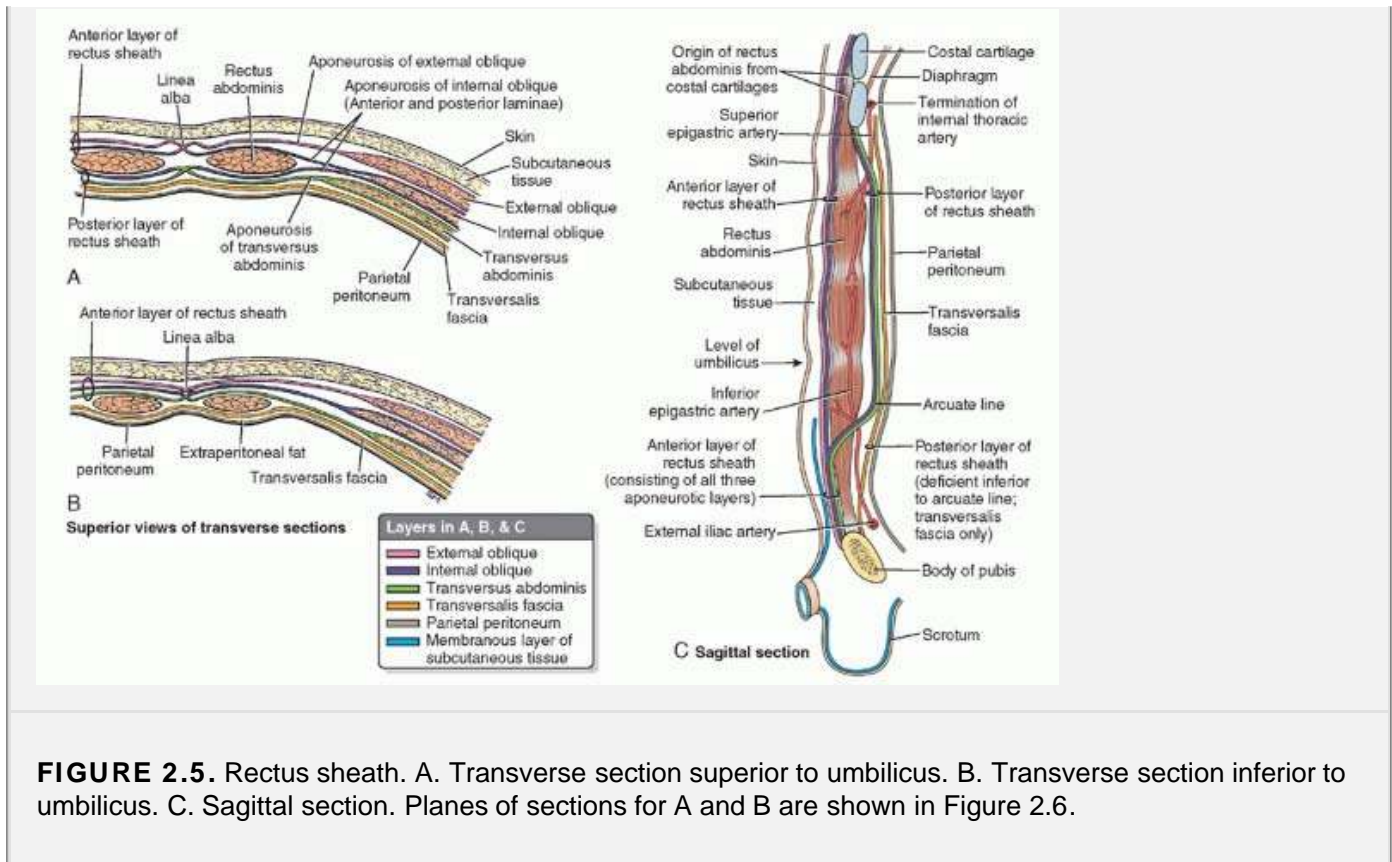 Anterior layer of
rectus sheath
Linea
alba
Rectus
abdominis
Aponeurosis of external oblique
Aponeurosis of internal oblique
(Anterior and posterior laminae)
Skin
Subcutaneous
tissue
External oblique
Internal oblique
Transversus
abdominis
Transversalis
fascia
Posterior layer of
rectus sheath
Aponeurosis
of transversus
abdominis
Parietal
peritoneum
A
Anterior layer of rectus sheath
Linea alba
Parietal
peritoneum
Extraperitoneal fat
Transversalis fascia
B
Superior views of transverse sections
Layers in A, B, & C
External oblique
Internal oblique
Transversus abdominis
Transversalis fascia
Parietal peritoneum
Membranous layer of
subcutaneous tissue
Origin of rectus
abdominis from
costal cartilages
Superior
epigastric artery
Skin
Anterior layer of
rectus sheath
Rectus
abdominis
Subcutaneous
tissue
Level of
umbilicus
Inferior
epigastric artery
Anterior layer of
rectus sheath
(consisting of all three
aponeurotic layers)
External iliac artery
Costal cartilage
Diaphragm
Termination of
internal thoracic
artery
Posterior layer
of rectus sheath
Parietal
peritoneum
Transversalis
fascia
Arcuate line
Posterior layer of
rectus sheath
(deficient inferior
to arcuate line;
transversalis
fascia only)
Body of pubis
Scrotum
C Sagittal section
FIGURE 2.5. Rectus sheath. A. Transverse section superior to umbilicus. B. Transverse section inferior to
umbilicus. C. Sagittal section. Planes of sections for A and B are shown in Figure 2.6.